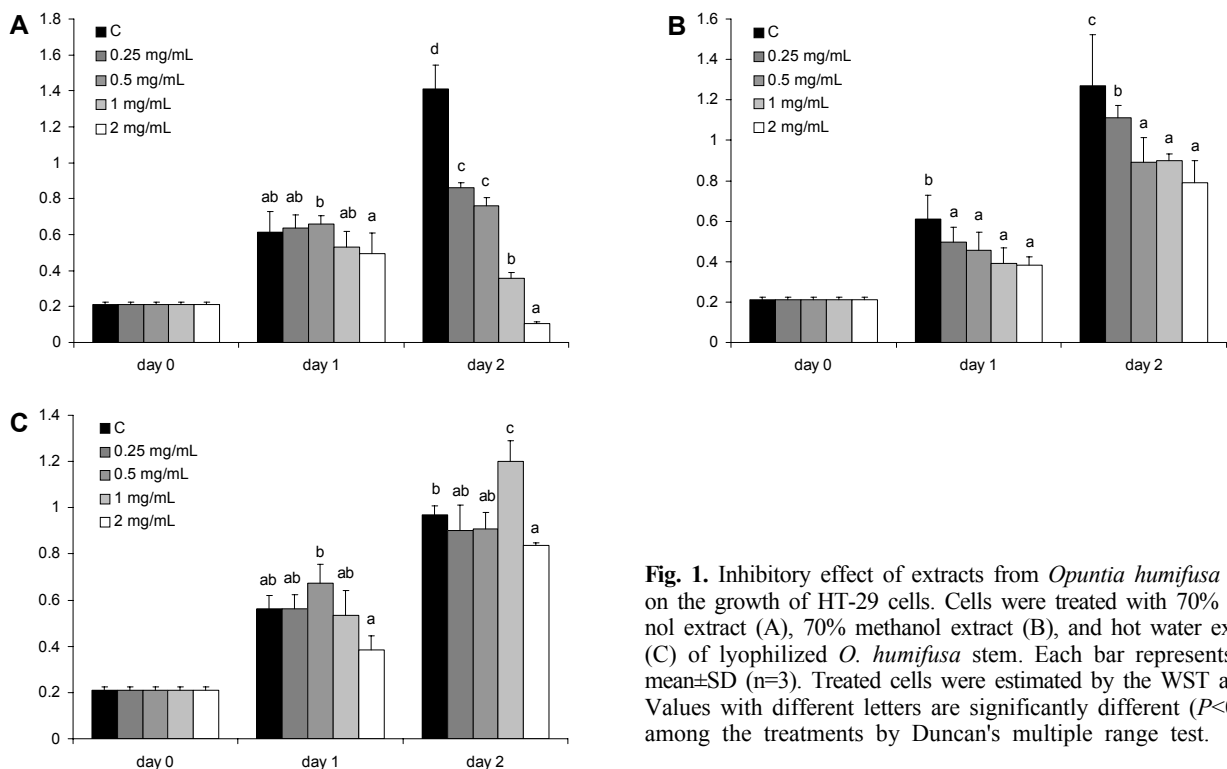 A
1.8
1.6
1.4
1.2
1
0.8
0.6
0.4
0.2
0
C
0.25 mg/mL
0.5 mg/mL
1 mg/mL
2 mg/mL
ab ab b ab a
d c c b a
day 0 day 1 day 2
B
1.6
1.4
1.2
1
0.8
0.6
0.4
0.2
0
C
0.25 mg/mL
0.5 mg/mL
1 mg/mL
2 mg/mL
b a a a a
c b a a a
day 0 day 1 day 2
C
1.4
1.2
1
0.8
0.6
0.4
0.2
0
C
0.25 mg/mL
0.5 mg/mL
1 mg/mL
2 mg/mL
ab ab b ab a
b ab ab c a
day 0 day 1 day 2
Fig. 1. Inhibitory effect of extracts from Opuntia humifusa
on the growth of HT-29 cells. Cells were treated with 70%
nol extract (A), 70% methanol extract (B), and hot water ex
(C) of lyophilized O. humifusa stem. Each bar represents
mean±SD (n=3). Treated cells were estimated by the WST a
Values with different letters are significantly different (P<
among the treatments by Duncan's multiple range test.